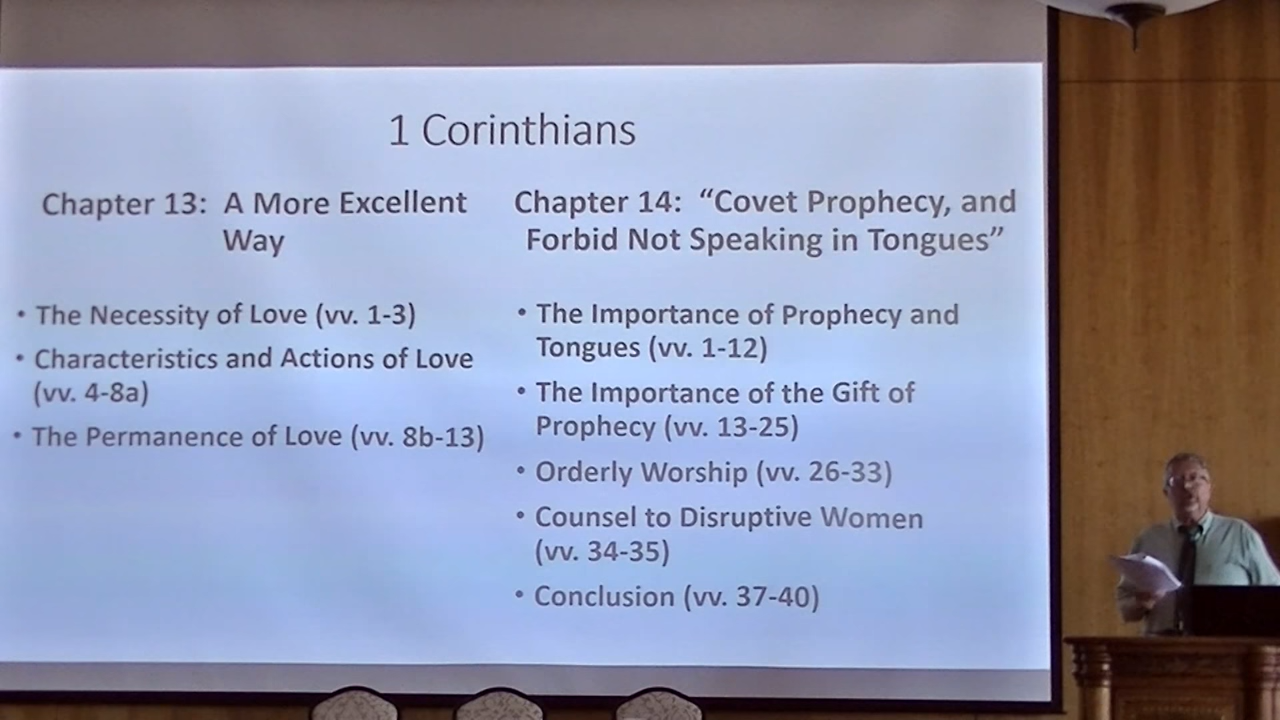 1 Corinthians
Chapter 13:  A More Excellent
Way
• The Necessity of Love (vv. 1-3)
• Characteristics and Actions of Love
(vv. 4-8a)
• The Permanence of Love (vv. 8b-13)
Chapter 14:  “Covet Prophecy, and
Forbid Not Speaking in Tongues”
• The Importance of Prophecy and
Tongues (vv. 1-12)
• The Importance of the Gift of
Prophecy (vv. 13-25)
• Orderly Worship (vv. 26-33)
• Counsel to Disruptive Women
(vv. 34-35)
• Conclusion (vv. 37-40)